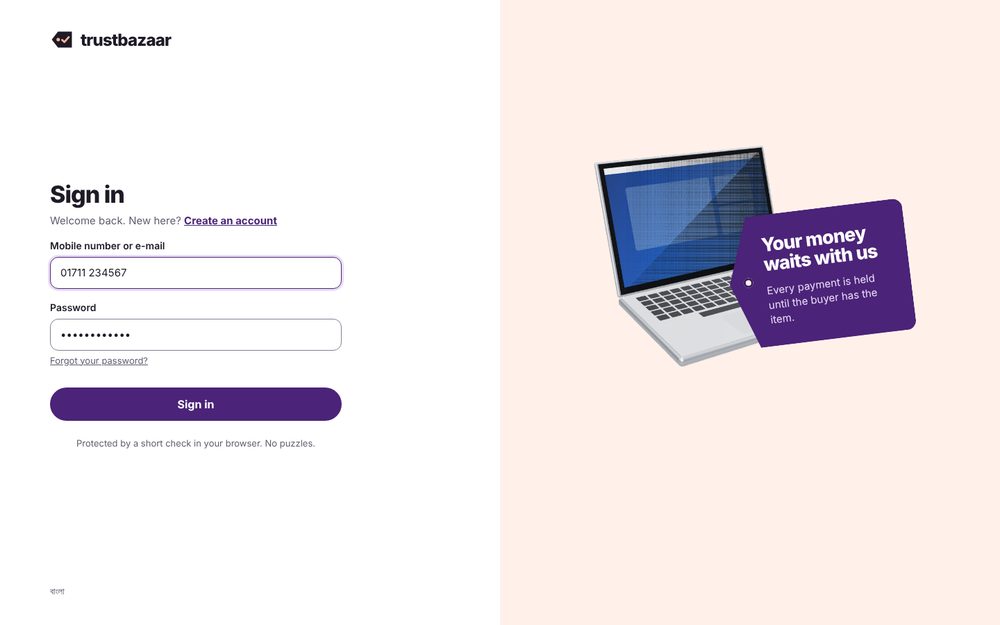 trustbazaar
Sign in
Welcome back. New here? Create an account
Mobile number or e-mail
01711 234567
Password
••••••••••••
Forgot your password?
Sign in
Protected by a short check in your browser. No puzzles.
বাংলা
Your money
waits with us
Every payment is held
until the buyer has the
item.